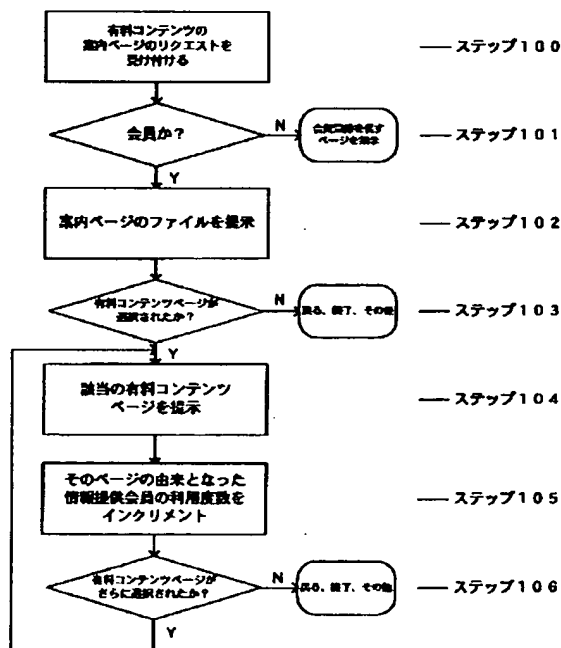 有料コンテンツの
案内ページのリクエストを
受け付ける
ステップ100
会員か?
N
ページを
ステップ101
Y
案内ページのファイルを提示
ステップ102
有料コンテンツページが
選択されたか?
N
戻る、終了、その他
ステップ103
Y
該当の有料コンテンツ
ページを提示
ステップ104
そのページの由来となった
情報提供会員の利用度数を
インクリメント
ステップ105
有料コンテンツページが
さらに選択されたか?
N
戻る、終了、その他
ステップ106
Y